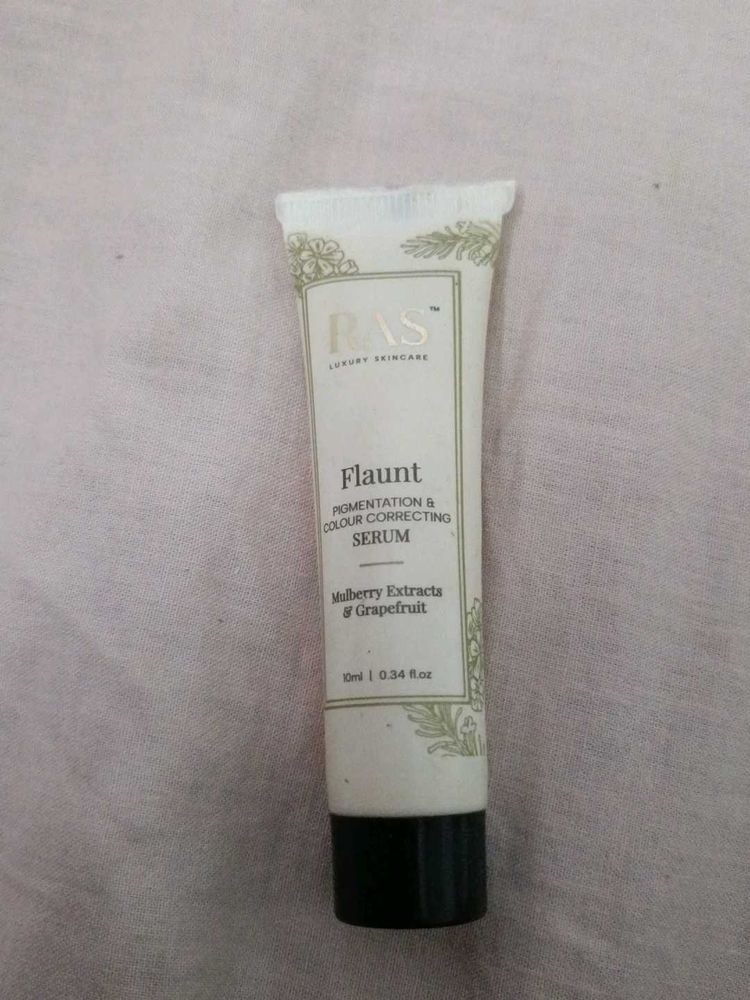 RAS™
LUXURY SKINCARE
Flaunt
PIGMENTATION &
COLOUR CORRECTING
SERUM
Mulberry Extracts
& Grapefruit
10ml | 0.34 fl.oz